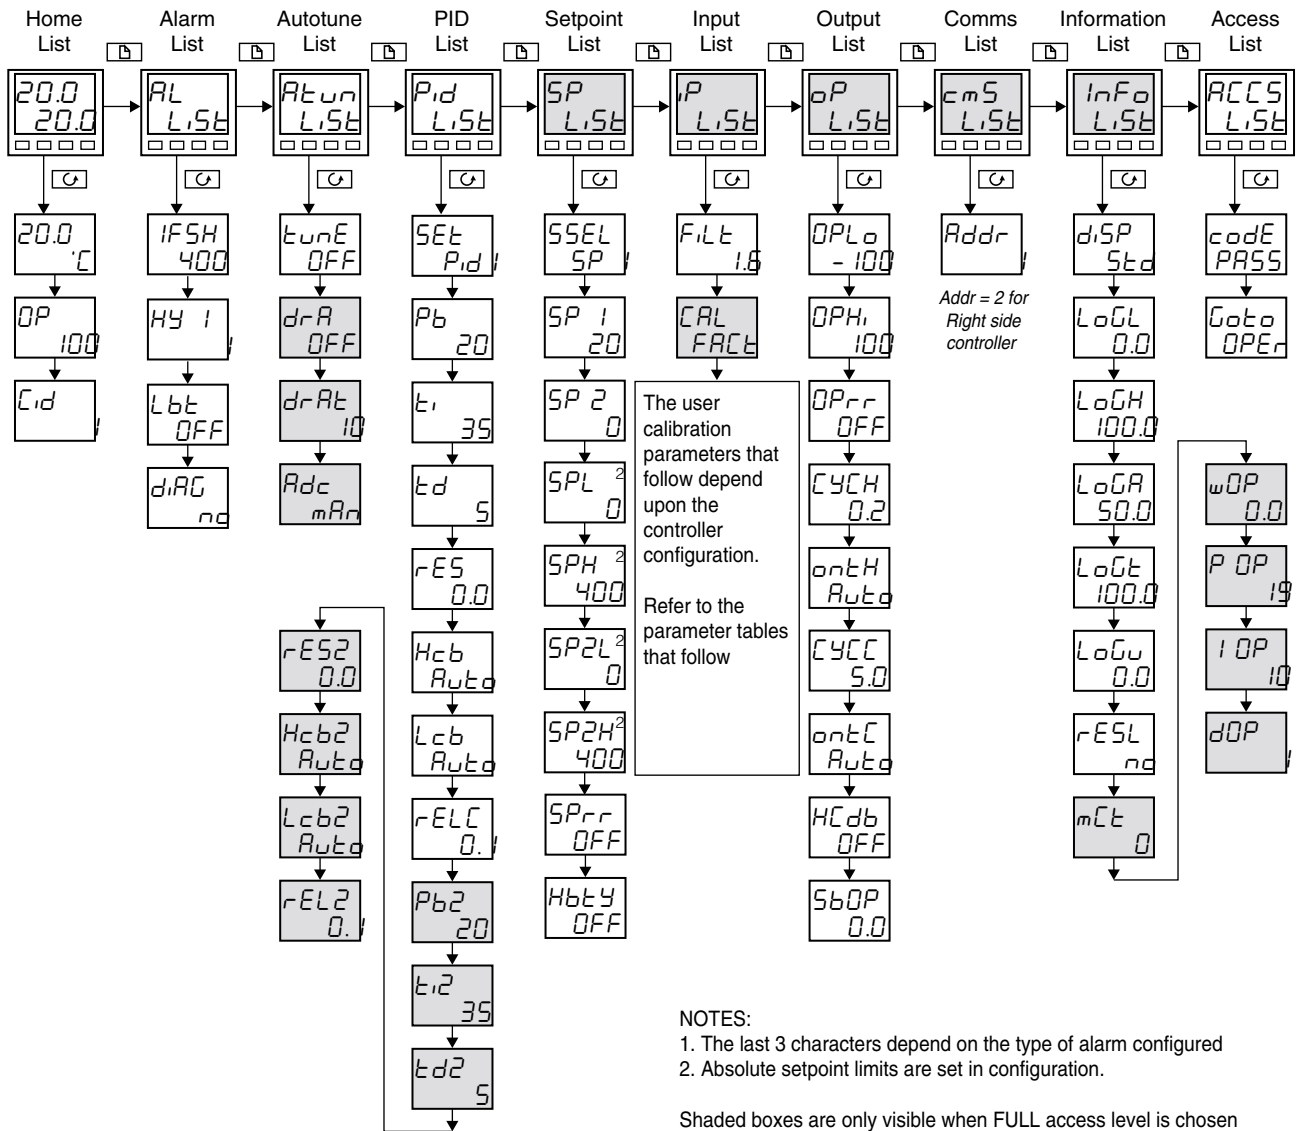 Home List
Alarm List
Autotune List
PID List
Setpoint List
Input List
Output List
Comms List
Information List
Access List
20.0
20.0
AL
LiSt
Atun
LiSt
Pid
LiSt
SP
LiSt
iP
LiSt
oP
LiSt
cmS
LiSt
InFo
LiSt
ACCS
LiSt
20.0
°C
OP
100
Cid
1
IFSH
400
HY 1
1
Lbt
OFF
diAG
no
tunE
OFF
drA
OFF
drAt
10
Adc
mAn
SEt
Pid1
Pb
20
ti
35
td
5
rES
0.0
Hcb
Auto
Lcb
Auto
rELC
0.1
Pb2
20
ti2
35
td2
5
rES2
0.0
Hcb2
Auto
Lcb2
Auto
rEL2
0.1
SSEL
SP 1
SP 1
20
SP 2
0
SPL 2
0
SPH 2
400
SP2L 2
0
SP2H 2
400
SPrr
OFF
HbtY
OFF
FiLt
1.6
CAL
FACt
The user
calibration
parameters that
follow depend
upon the
controller
configuration.
Refer to the
parameter tables
that follow
OPLo
-100
OPHi
100
OPrr
OFF
CYCH
0.2
ontH
Auto
CYCC
5.0
ontC
Auto
HCdb
OFF
SbOP
0.0
Addr
1
Addr = 2 for
Right side
controller
diSP
Std
LoGL
0.0
LoGH
100.0
LoGA
50.0
LoGt
100.0
LoGu
0.0
rESL
no
mCt
0
wOP
0.0
P OP
19
I OP
10
dOP
1
codE
PASS
Goto
OPEr
NOTES:
1. The last 3 characters depend on the type of alarm configured
2. Absolute setpoint limits are set in configuration.
Shaded boxes are only visible when FULL access level is chosen